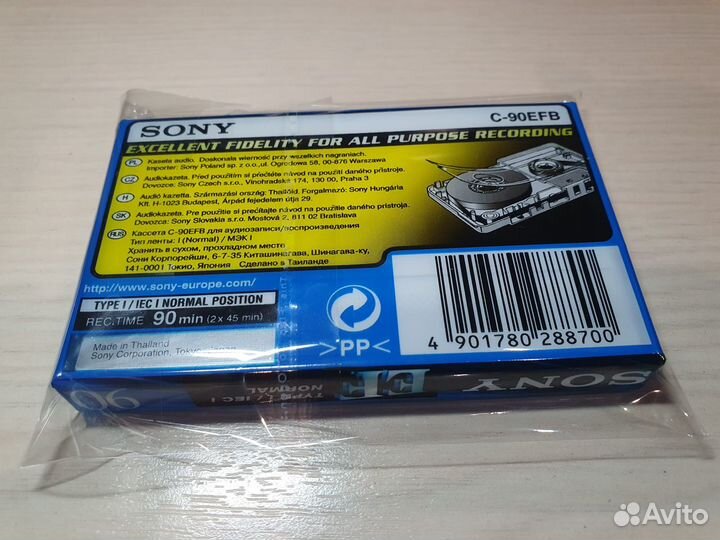 SONY
C-90EFB
EXCELLENT FIDELITY FOR ALL PURPOSE RECORDING
PL Kaseta audio. Doskonała wierność przy wszelkich nagraniach.
Importer: Sony Poland sp. z o.o.,ul. Ogrodowa 58, 00-876 Warszawa
CZ Audiokazeta. Před použitím si přečtěte návod na použití daného přístroje.
Dovozce: Sony Czech s.r.o., Vinohradské 174, 130 00, Praha 3
H Audió kazetta. Származási ország: Thaiföld. Forgalmazó: Sony Hungária
Kft. H-1023 Budapest, Árpád fejedelem útja 29.
SK Audiokazeta. Pre použitie si prečítajte návod na použitie daného prístroja.
Dovozca: Sony Slovakia s.r.o. Mostová 2, 811 02 Bratislava
RUS Кассета C-90EFB для аудиозаписи/воспроизведения
Тип ленты: I (Normal) / МЭК I
Хранить в сухом, прохладном месте
Сони Корпорейшн, 6-7-35 Киташинагава, Шинагава-ку,
141-0001 Токио, Япония Сделано в Таиланде
http://www.sony-europe.com/
TYPE I / IEC I NORMAL POSITION
REC.TIME 90 min (2 x 45 min)
Made in Thailand
Sony Corporation, Tokyo Japan
>PP<
4 901780 288700
SONY
EF
TYPE I / IEC I
NORMAL
90
Avito